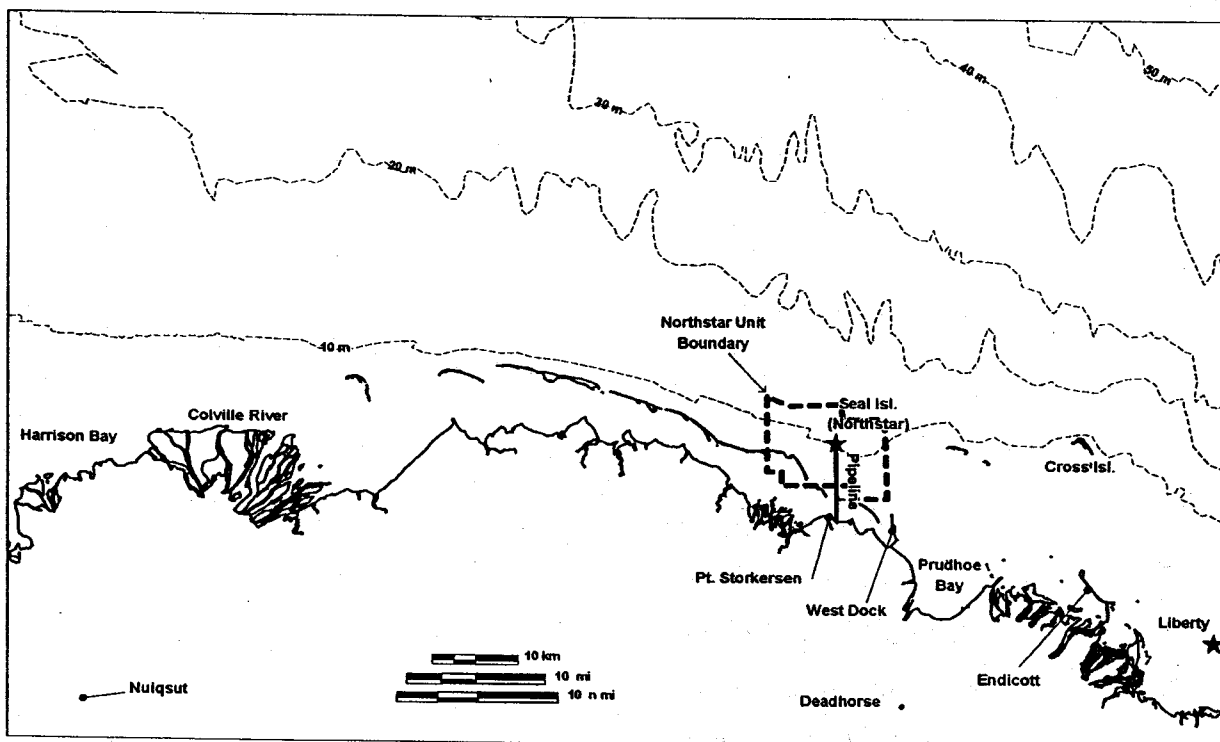 50 m
40 m
30 m
20 m
10 m
Northstar Unit
Boundary
Seal Isl.
(Northstar)
Pipeline
Colville River
Harrison Bay
Cross Isl.
Pt. Storkersen
West Dock
Prudhoe
Bay
Liberty
Endicott
10 km
10 mi
10 n mi
Nuiqsut
Deadhorse